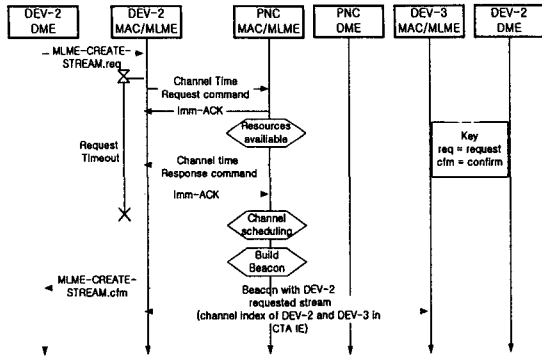 DEV-2
DME
DEV-2
MAC/MLME
PNC
MAC/MLME
PNC
DME
DEV-3
MAC/MLME
DEV-2
DME
MLME-CREATE-
STREAM.req
Channel Time
Request command
Imm-ACK
Resources
available
Key
req = request
cfm = confirm
Request
Timeout
Channel time
Response command
Imm-ACK
Channel
scheduling
Build
Beacon
MLME-CREATE-
STREAM.cfm
Beacon with DEV-2
requested stream
(channel index of DEV-2 and DEV-3 in
CTA IE)